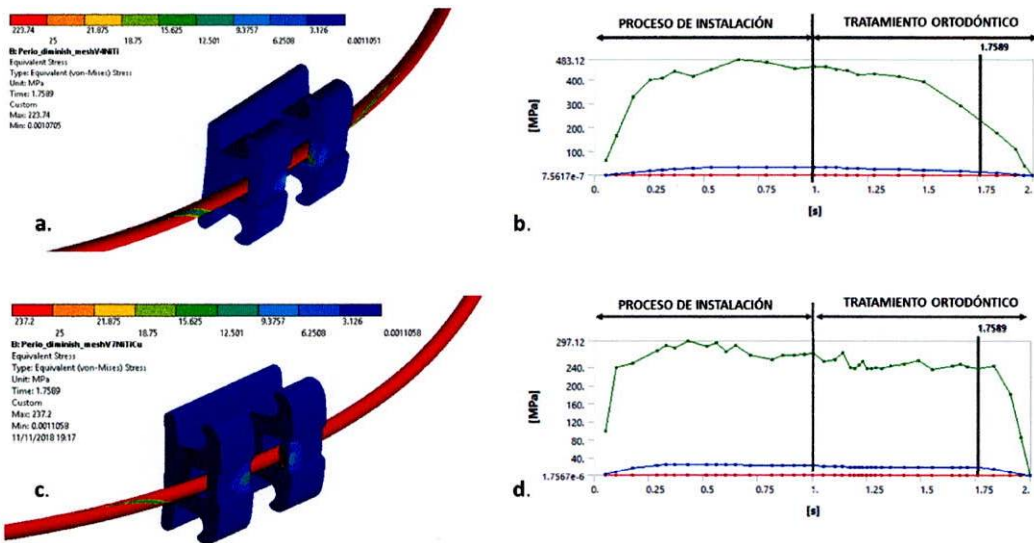 223.74 21.875 15.625 9.3757 3.126 0.0011051
25 18.75 12.501 6.2508
B: Perio_diminish_meshV4NiTi
Equivalent Stress
Type: Equivalent (von-Mises) Stress
Unit: MPa
Time: 1.7589
Custom
Max: 223.74
Min: 0.0010705
a.
PROCESO DE INSTALACIÓN TRATAMIENTO ORTODÓNTICO
1.7589
483.12
400.
300.
200.
100.
7.5617e-7
[MPa]
0. 0.25 0.5 0.75 1. 1.25 1.5 1.75 2.
[s]
b.
237.2 21.875 15.625 9.3757 3.126 0.0011058
25 18.75 12.501 6.2508
B: Perio_diminish_meshV7NiTiCu
Equivalent Stress
Type: Equivalent (von-Mises) Stress
Unit: MPa
Time: 1.7589
Custom
Max: 237.2
Min: 0.0011058
11/11/2018 19:17
c.
PROCESO DE INSTALACIÓN TRATAMIENTO ORTODÓNTICO
1.7589
297.12
240.
200.
160.
120.
80.
40.
1.7567e-6
[MPa]
0. 0.25 0.5 0.75 1. 1.25 1.5 1.75 2.
[s]
d.